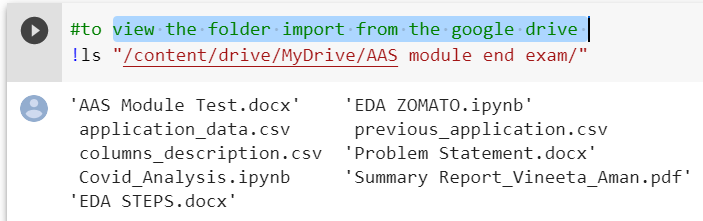 #to view the folder import from the google drive
!ls "/content/drive/MyDrive/AAS module end exam/"
'AAS Module Test.docx' 'EDA ZOMATO.ipynb'
application_data.csv previous_application.csv
columns_description.csv 'Problem Statement.docx'
Covid_Analysis.ipynb 'Summary Report_Vineeta_Aman.pdf'
'EDA STEPS.docx'